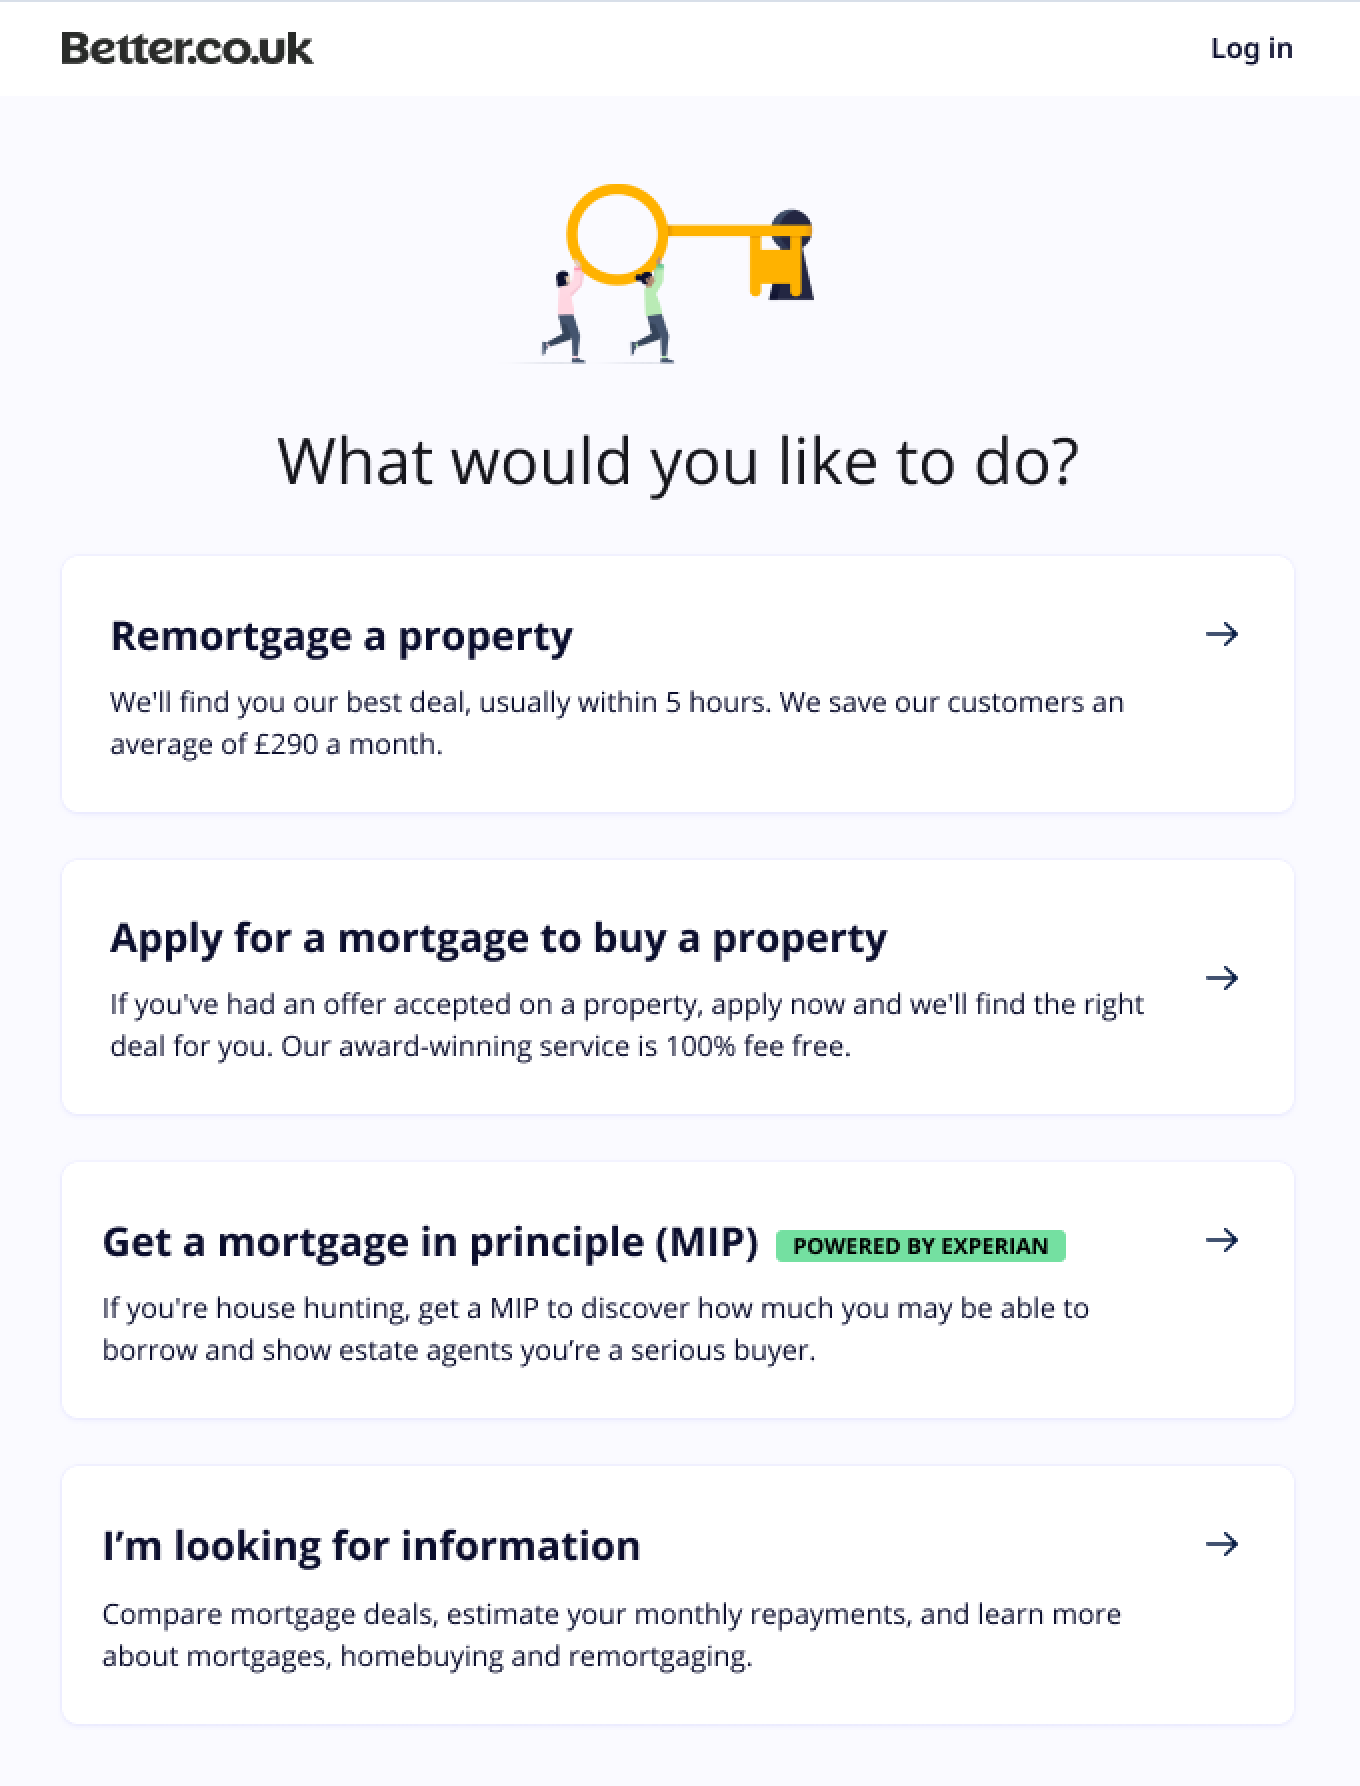 Better.co.uk
Log in
What would you like to do?
Remortgage a property
We'll find you our best deal, usually within 5 hours. We save our customers an
average of £290 a month.
Apply for a mortgage to buy a property
If you've had an offer accepted on a property, apply now and we'll find the right
deal for you. Our award-winning service is 100% fee free.
Get a mortgage in principle (MIP) POWERED BY EXPERIAN
If you're house hunting, get a MIP to discover how much you may be able to
borrow and show estate agents you’re a serious buyer.
I’m looking for information
Compare mortgage deals, estimate your monthly repayments, and learn more
about mortgages, homebuying and remortgaging.